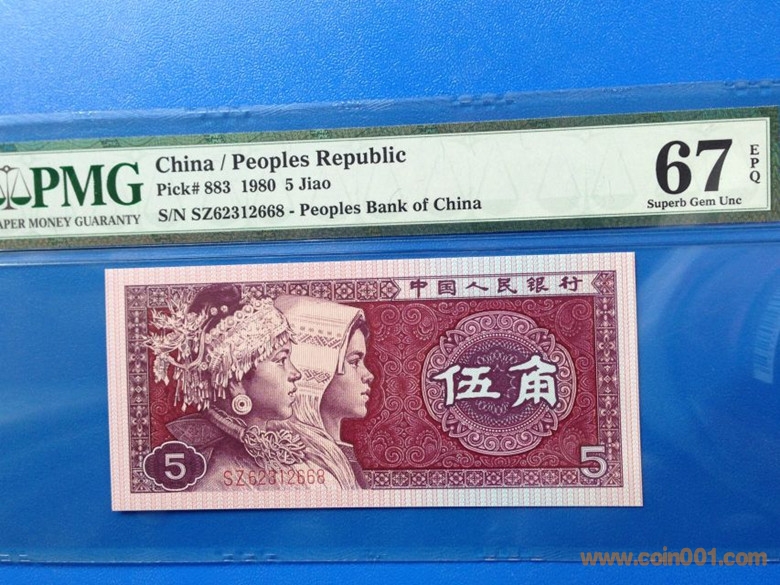 PMG
PAPER MONEY GUARANTY
China / Peoples Republic
Pick# 883 1980 5 Jiao
S/N SZ62312668 - Peoples Bank of China
67
EPQ
Superb Gem Unc
中国人民银行
伍角
5
SZ62312668
5
www.coin001.com